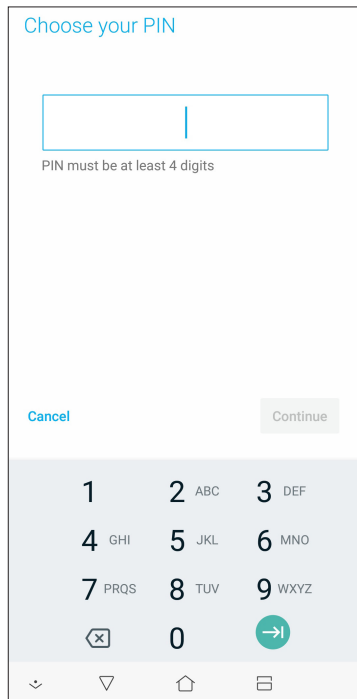 Choose your PIN
PIN must be at least 4 digits
Cancel Continue
1 2 ABC 3 DEF
4 GHI 5 JKL 6 MNO
7 PRQS 8 TUV 9 WXYZ
0